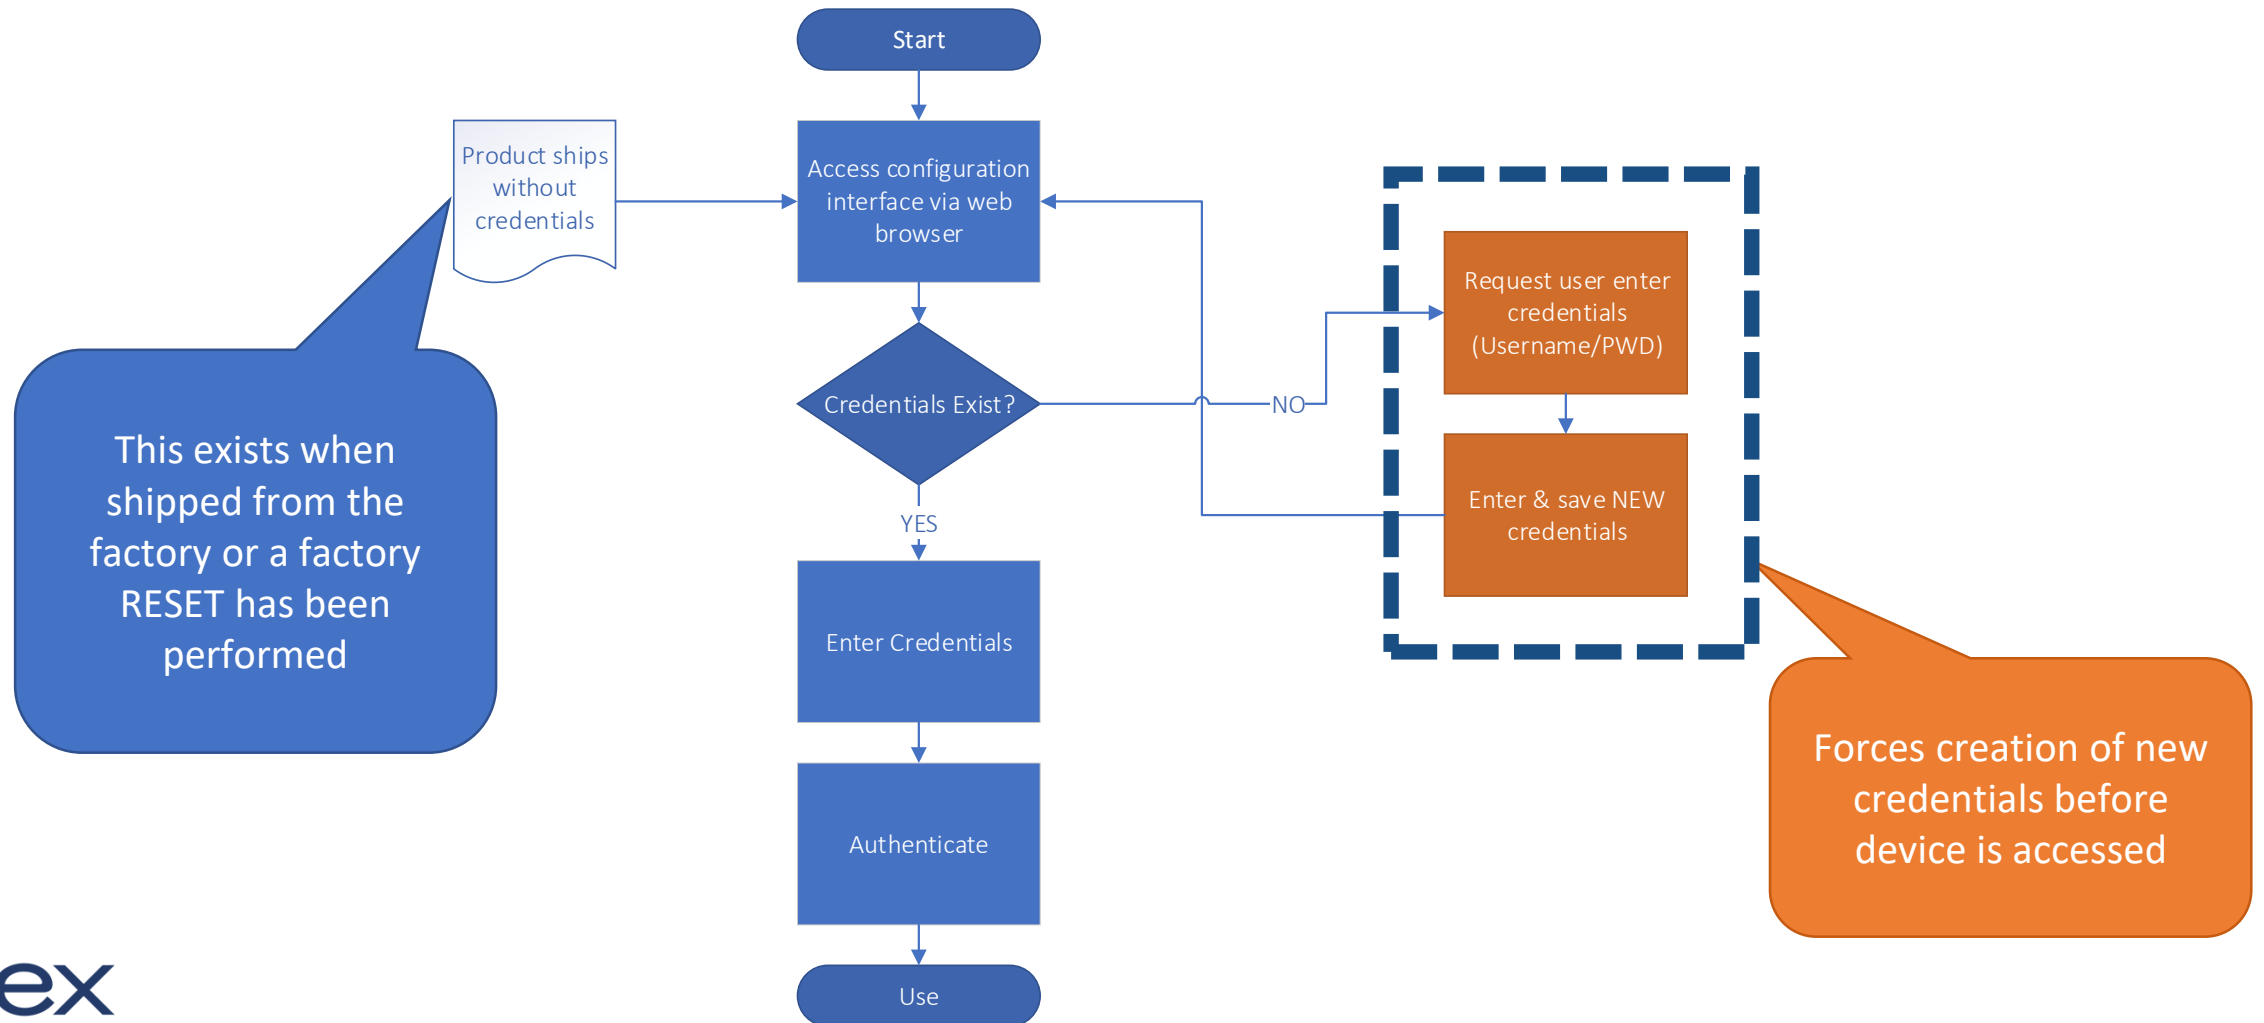 Start
Product ships
without
credentials
Access configuration
interface via web
browser
Request user enter
credentials
(Username/PWD)
Credentials Exist?
NO
This exists when
shipped from the
factory or a factory
RESET has been
performed
YES
Enter & save NEW
credentials
Enter Credentials
Forces creation of new
credentials before
device is accessed
Authenticate
Use
ex